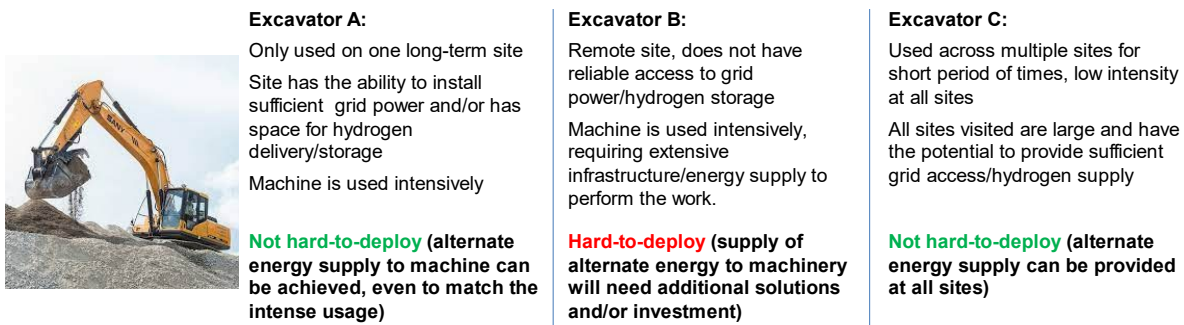 SANY
Excavator A:
Only used on one long-term site
Site has the ability to install
sufficient grid power and/or has
space for hydrogen
delivery/storage
Machine is used intensively
Not hard-to-deploy (alternate
energy supply to machine can
be achieved, even to match the
intense usage)
Excavator B:
Remote site, does not have
reliable access to grid
power/hydrogen storage
Machine is used intensively,
requiring extensive
infrastructure/energy supply to
perform the work.
Hard-to-deploy (supply of
alternate energy to machinery
will need additional solutions
and/or investment)
Excavator C:
Used across multiple sites for
short period of times, low intensity
at all sites
All sites visited are large and have
the potential to provide sufficient
grid access/hydrogen supply
Not hard-to-deploy (alternate
energy supply can be provided
at all sites)